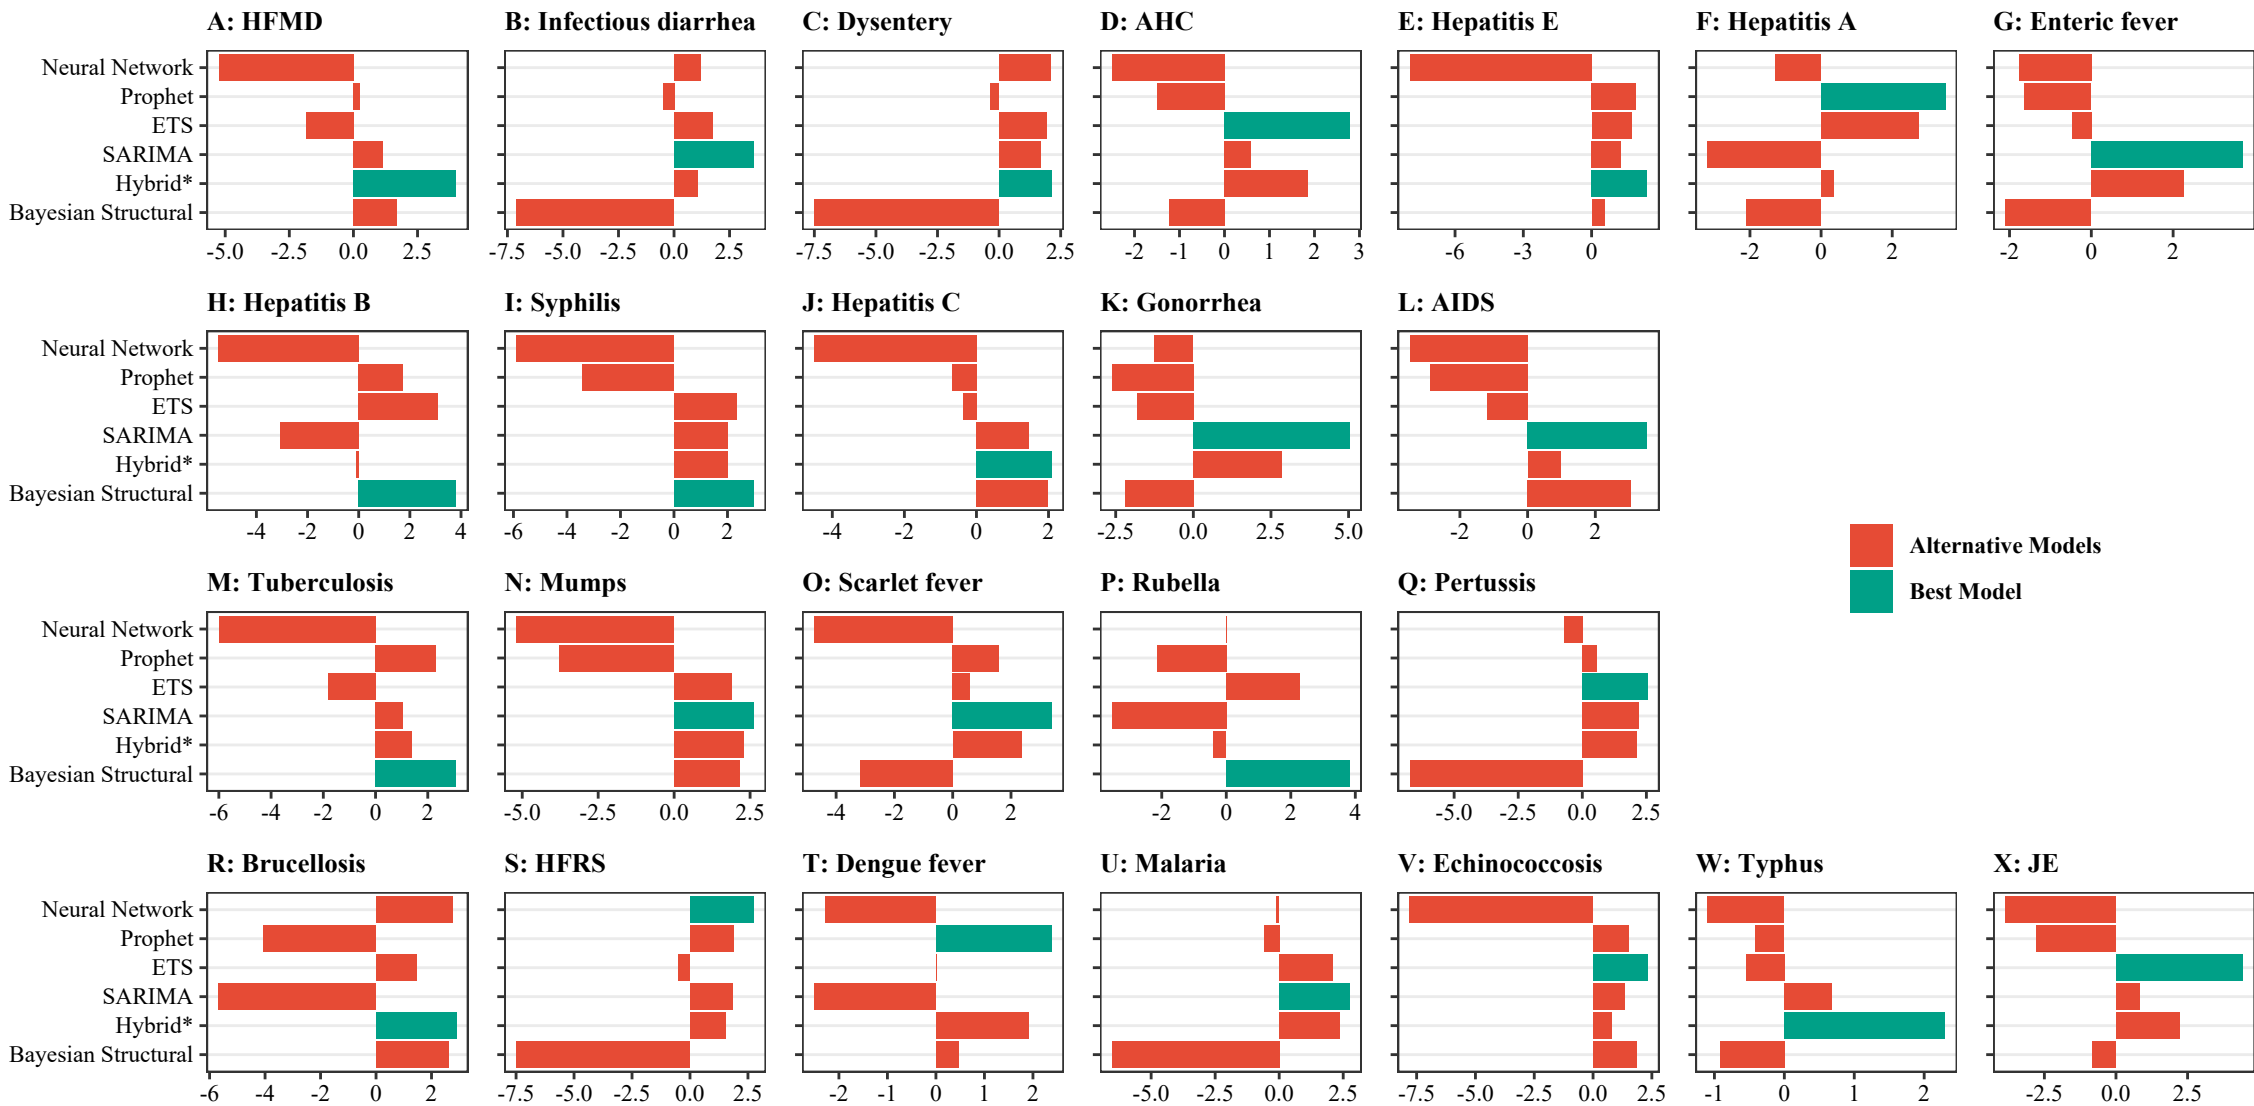 A: HFMD
B: Infectious diarrhea
C: Dysentery
D: AHC
E: Hepatitis E
F: Hepatitis A
G: Enteric fever
Neural Network
Prophet
ETS
SARIMA
Hybrid*
Bayesian Structural
-5.0 -2.5 0.0 2.5
-7.5 -5.0 -2.5 0.0 2.5
-7.5 -5.0 -2.5 0.0 2.5
-2 -1 0 1 2 3
-6 -3 0
-2 0 2
-2 0 2
H: Hepatitis B
I: Syphilis
J: Hepatitis C
K: Gonorrhea
L: AIDS
Neural Network
Prophet
ETS
SARIMA
Hybrid*
Bayesian Structural
-4 -2 0 2 4
-6 -4 -2 0 2
-4 -2 0 2
-2.5 0.0 2.5 5.0
-2 0 2
Alternative Models
Best Model
M: Tuberculosis
N: Mumps
O: Scarlet fever
P: Rubella
Q: Pertussis
Neural Network
Prophet
ETS
SARIMA
Hybrid*
Bayesian Structural
-6 -4 -2 0 2
-5.0 -2.5 0.0 2.5
-4 -2 0 2
-2 0 2 4
-5.0 -2.5 0.0 2.5
R: Brucellosis
S: HFRS
T: Dengue fever
U: Malaria
V: Echinococcosis
W: Typhus
X: JE
Neural Network
Prophet
ETS
SARIMA
Hybrid*
Bayesian Structural
-6 -4 -2 0 2
-7.5 -5.0 -2.5 0.0 2.5
-2 -1 0 1 2
-5.0 -2.5 0.0 2.5
-7.5 -5.0 -2.5 0.0 2.5
-1 0 1 2
-2.5 0.0 2.5